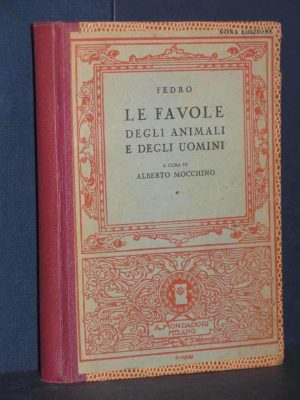 NONA EDIZIONE
FEDRO
LE FAVOLE
DEGLI ANIMALI
E DEGLI UOMINI
A CURA DI
ALBERTO MOCCHINO
A. MONDADORI
MILANO